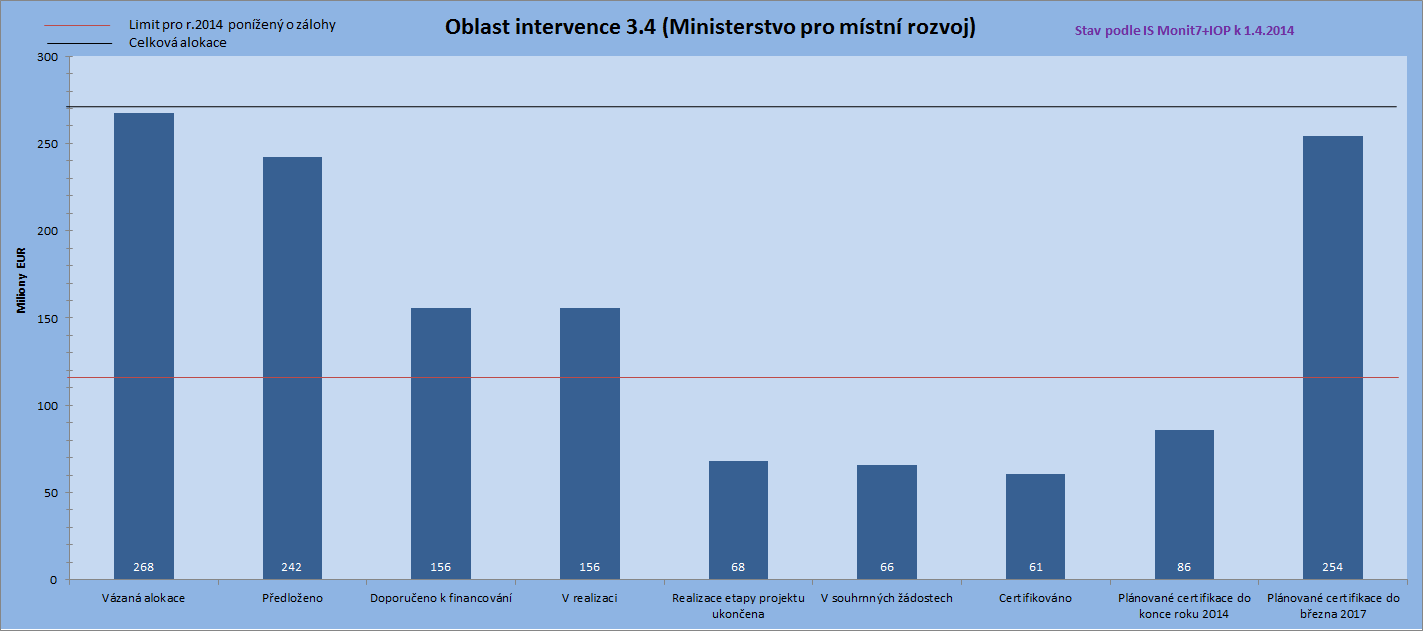 Limit pro r.2014 ponížený o zálohy
Celková alokace
Oblast intervence 3.4 (Ministerstvo pro místní rozvoj)
Stav podle IS Monit7+IOP k 1.4.2014
Miliony EUR
300
250
200
150
100
50
0
268
242
156
156
68
66
61
86
254
Vázaná alokace
Předloženo
Doporučeno k financování
V realizaci
Realizace etapy projektu
ukončena
V souhrnných žádostech
Certifikováno
Plánované certifikace do
konce roku 2014
Plánované certifikace do
března 2017